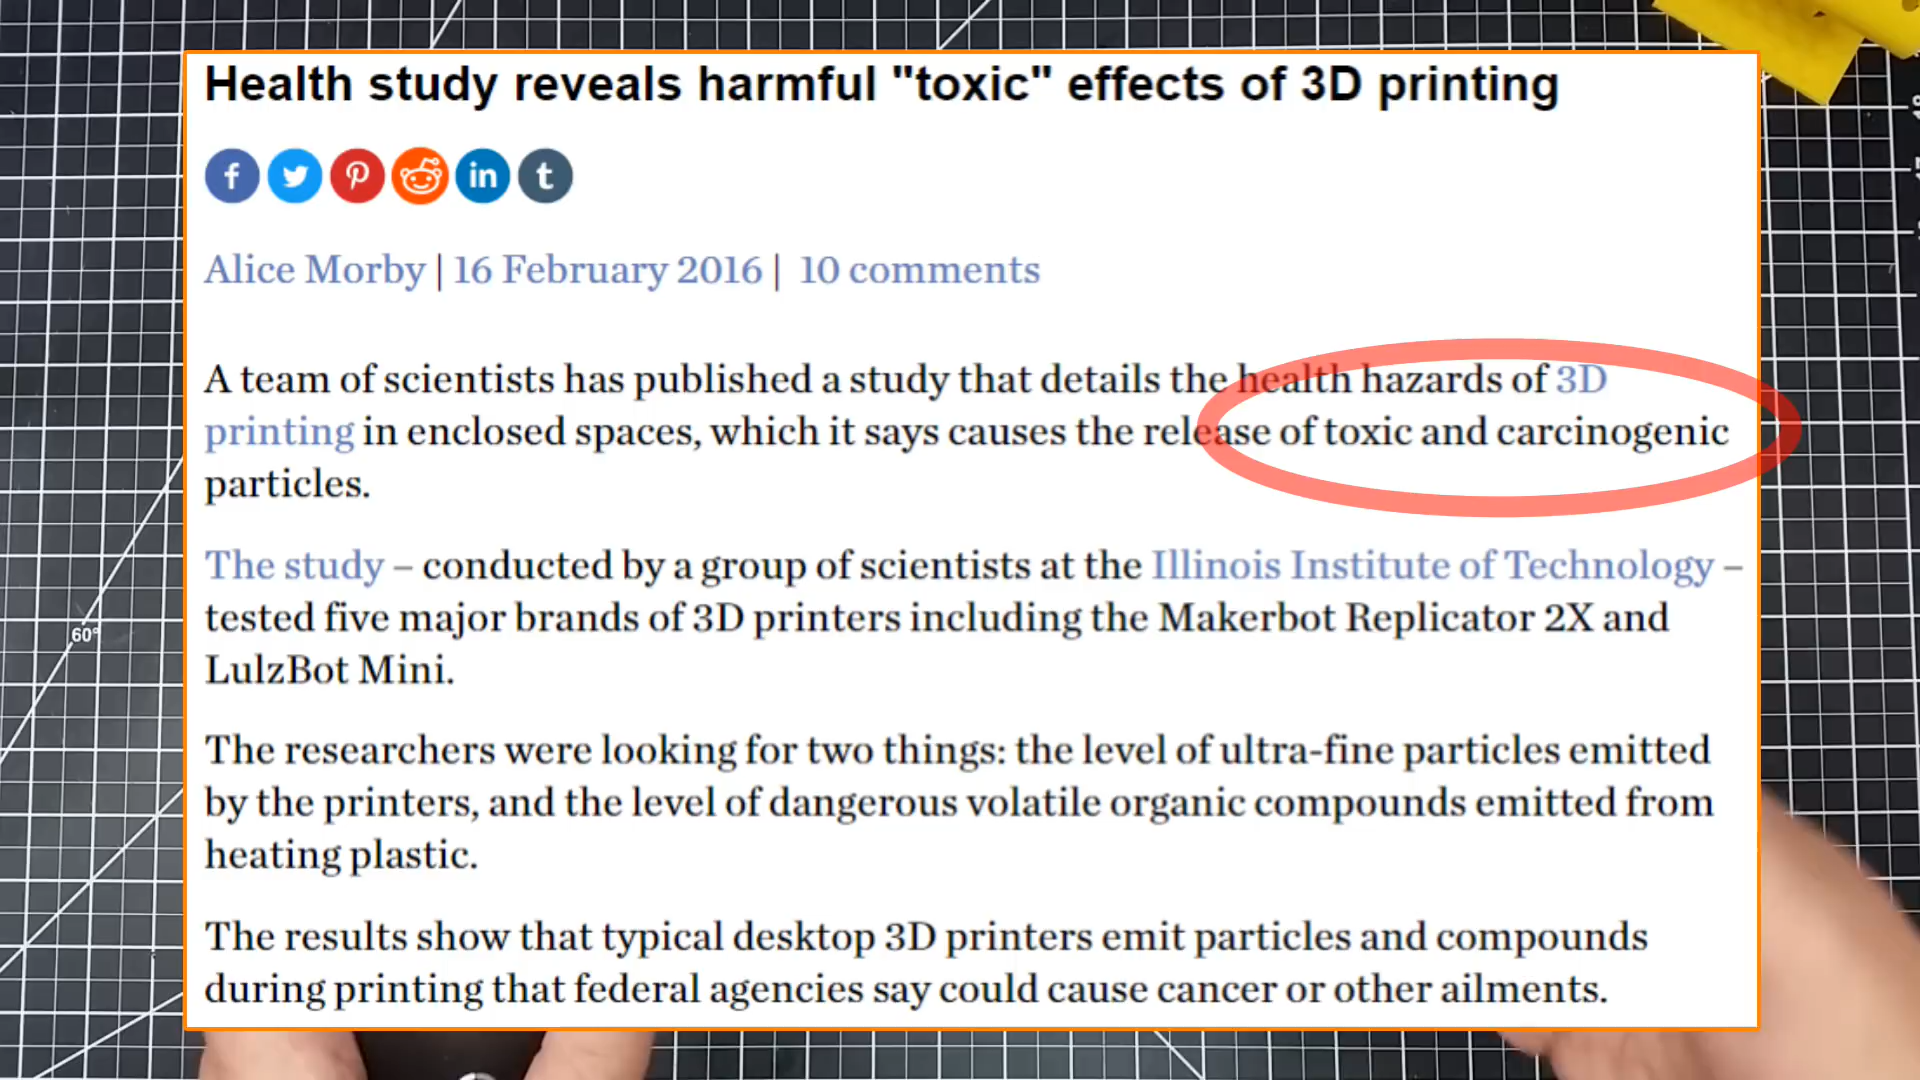 Health study reveals harmful "toxic" effects of 3D printing
Alice Morby | 16 February 2016 | 10 comments
A team of scientists has published a study that details the health hazards of 3D
printing in enclosed spaces, which it says causes the release of toxic and carcinogenic
particles.
The study – conducted by a group of scientists at the Illinois Institute of Technology –
tested five major brands of 3D printers including the Makerbot Replicator 2X and
LulzBot Mini.
The researchers were looking for two things: the level of ultra-fine particles emitted
by the printers, and the level of dangerous volatile organic compounds emitted from
heating plastic.
The results show that typical desktop 3D printers emit particles and compounds
during printing that federal agencies say could cause cancer or other ailments.
60°